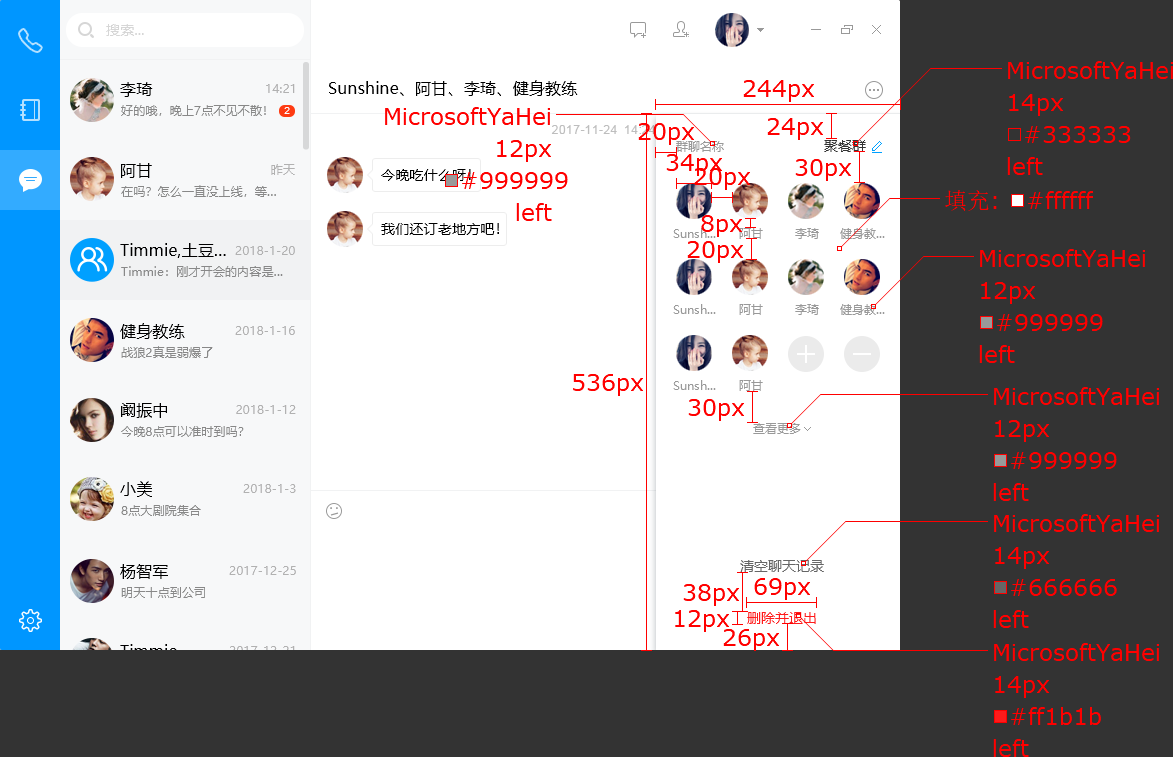 搜索...
李琦 14:21
好的哦，晚上7点不见不散！ 2
阿甘 昨天
在吗？怎么一直没上线，等...
Timmie,土豆... 2018-1-20
Timmie：刚才开会的内容是...
健身教练 2018-1-16
战狼2真是弱爆了
阚振中 2018-1-12
今晚8点可以准时到吗？
小美 2018-1-3
8点大剧院集合
杨智军 2017-12-25
明天十点到公司
Timmie 2017-12-21
Sunshine、阿甘、李琦、健身教练
2017-11-24 14:
今晚吃什么呀!
我们还订老地方吧！
MicrosoftYaHei
12px
#999999
left
244px
24px
20px
群聊名称
聚餐群
34px
20px
30px
Sunsh... 阿甘 李琦 健身教...
8px
20px
Sunsh... 阿甘 李琦 健身教...
536px
Sunsh... 阿甘
30px
查看更多
清空聊天记录
38px
69px
12px
删除并退出
26px
MicrosoftYaHei
14px
#333333
left
填充：#ffffff
MicrosoftYaHei
12px
#999999
left
MicrosoftYaHei
12px
#999999
left
MicrosoftYaHei
14px
#666666
left
MicrosoftYaHei
14px
#ff1b1b
left